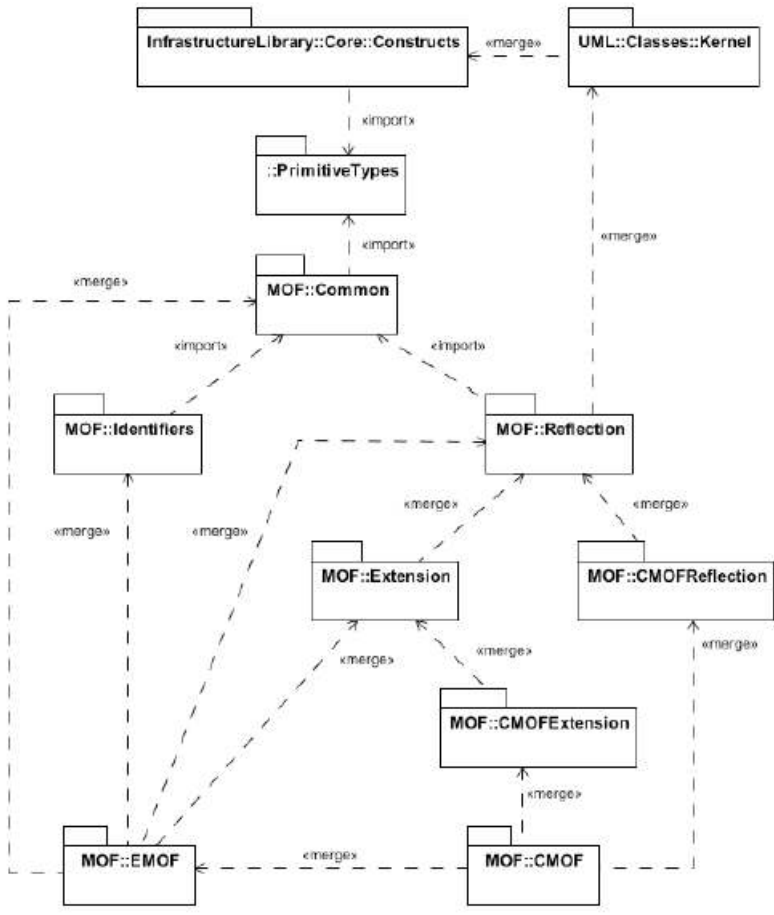 InfrastructureLibrary::Core::Constructs
«merge»
UML::Classes::Kernel
«import»
::PrimitiveTypes
«import»
«merge»
«merge»
MOF::Common
«import»
«import»
MOF::Identifiers
MOF::Reflection
«merge»
«merge»
«merge»
«merge»
MOF::Extension
MOF::CMOFReflection
«merge»
«merge»
«merge»
MOF::CMOFExtension
«merge»
MOF::EMOF
«merge»
MOF::CMOF